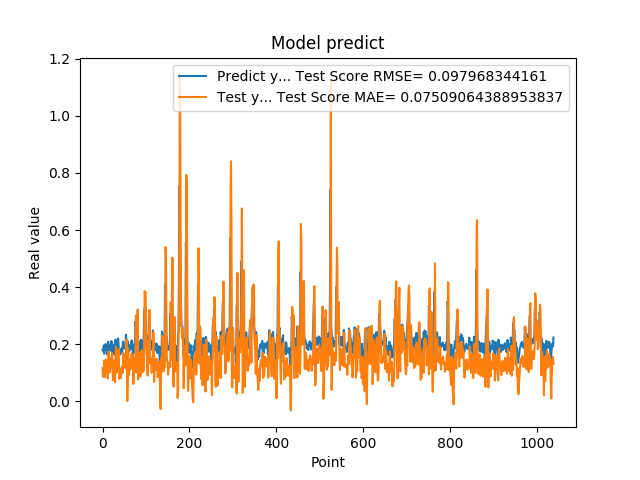 Model predict
Predict y... Test Score RMSE= 0.097968344161
Test y... Test Score MAE= 0.07509064388953837
Real value
1.2
1.0
0.8
0.6
0.4
0.2
0.0
0 200 400 600 800 1000
Point